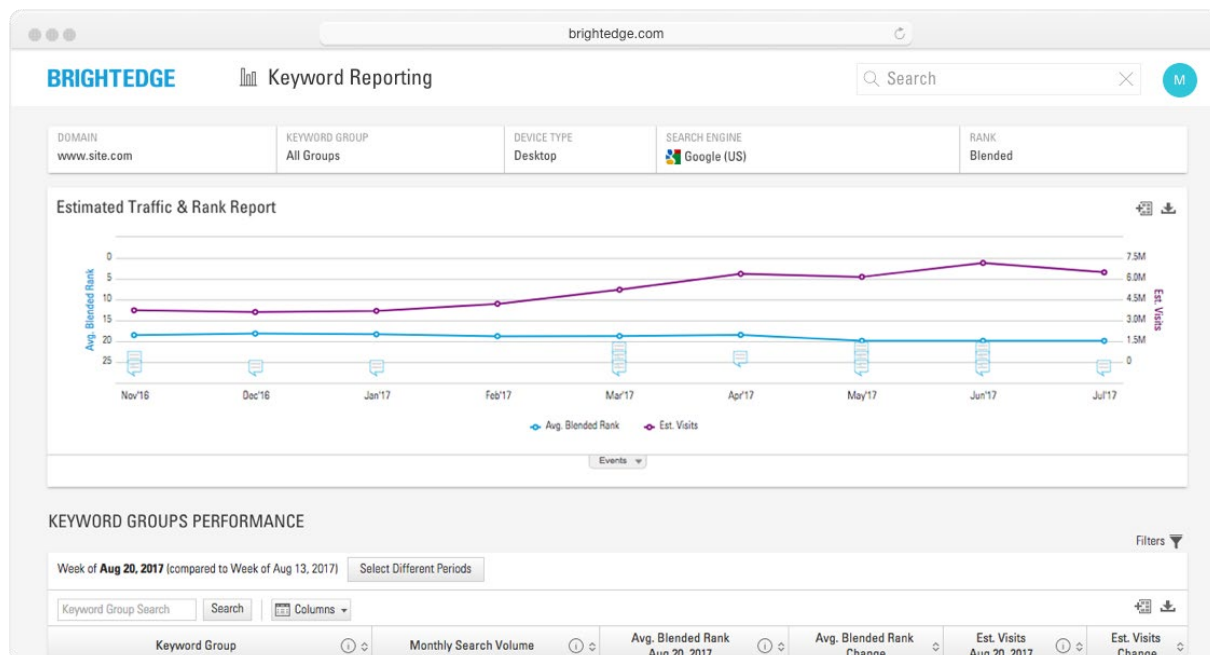 brightedge.com
BRIGHTEDGE
Keyword Reporting
Search
M
DOMAIN
KEYWORD GROUP
DEVICE TYPE
SEARCH ENGINE
RANK
www.site.com
All Groups
Desktop
Google (US)
Blended
Estimated Traffic & Rank Report
Avg. Blended Rank
0
5
10
15
20
25
7.5M
6.0M
4.5M
3.0M
1.5M
0
Est. Visits
Nov'16
Dec'16
Jan'17
Feb'17
Mar'17
Apr'17
May'17
Jun'17
Jul'17
Avg. Blended Rank
Est. Visits
Events
KEYWORD GROUPS PERFORMANCE
Filters
Week of Aug 20, 2017 (compared to Week of Aug 13, 2017)
Select Different Periods
Keyword Group Search
Search
Columns
Keyword Group
Monthly Search Volume
Avg. Blended Rank
Aug 20, 2017
Avg. Blended Rank
Change
Est. Visits
Aug 20, 2017
Est. Visits
Change